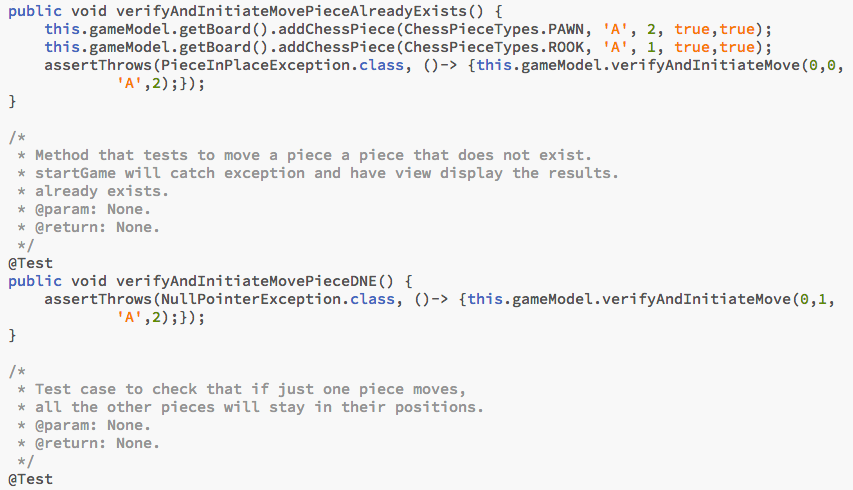 public void verifyAndInitiateMovePieceAlreadyExists() {
    this.gameModel.getBoard().addChessPiece(ChessPieceTypes.PAWN, 'A', 2, true,true);
    this.gameModel.getBoard().addChessPiece(ChessPieceTypes.ROOK, 'A', 1, true,true);
    assertThrows(PieceInPlaceException.class, ()-> {this.gameModel.verifyAndInitiateMove(0,0,
            'A',2);});
}
/*
 * Method that tests to move a piece a piece that does not exist.
 * startGame will catch exception and have view display the results.
 * already exists.
 * @param: None.
 * @return: None.
 */
@Test
public void verifyAndInitiateMovePieceDNE() {
    assertThrows(NullPointerException.class, ()-> {this.gameModel.verifyAndInitiateMove(0,1,
            'A',2);});
}
/*
 * Test case to check that if just one piece moves,
 * all the other pieces will stay in their positions.
 * @param: None.
 * @return: None.
 */
@Test